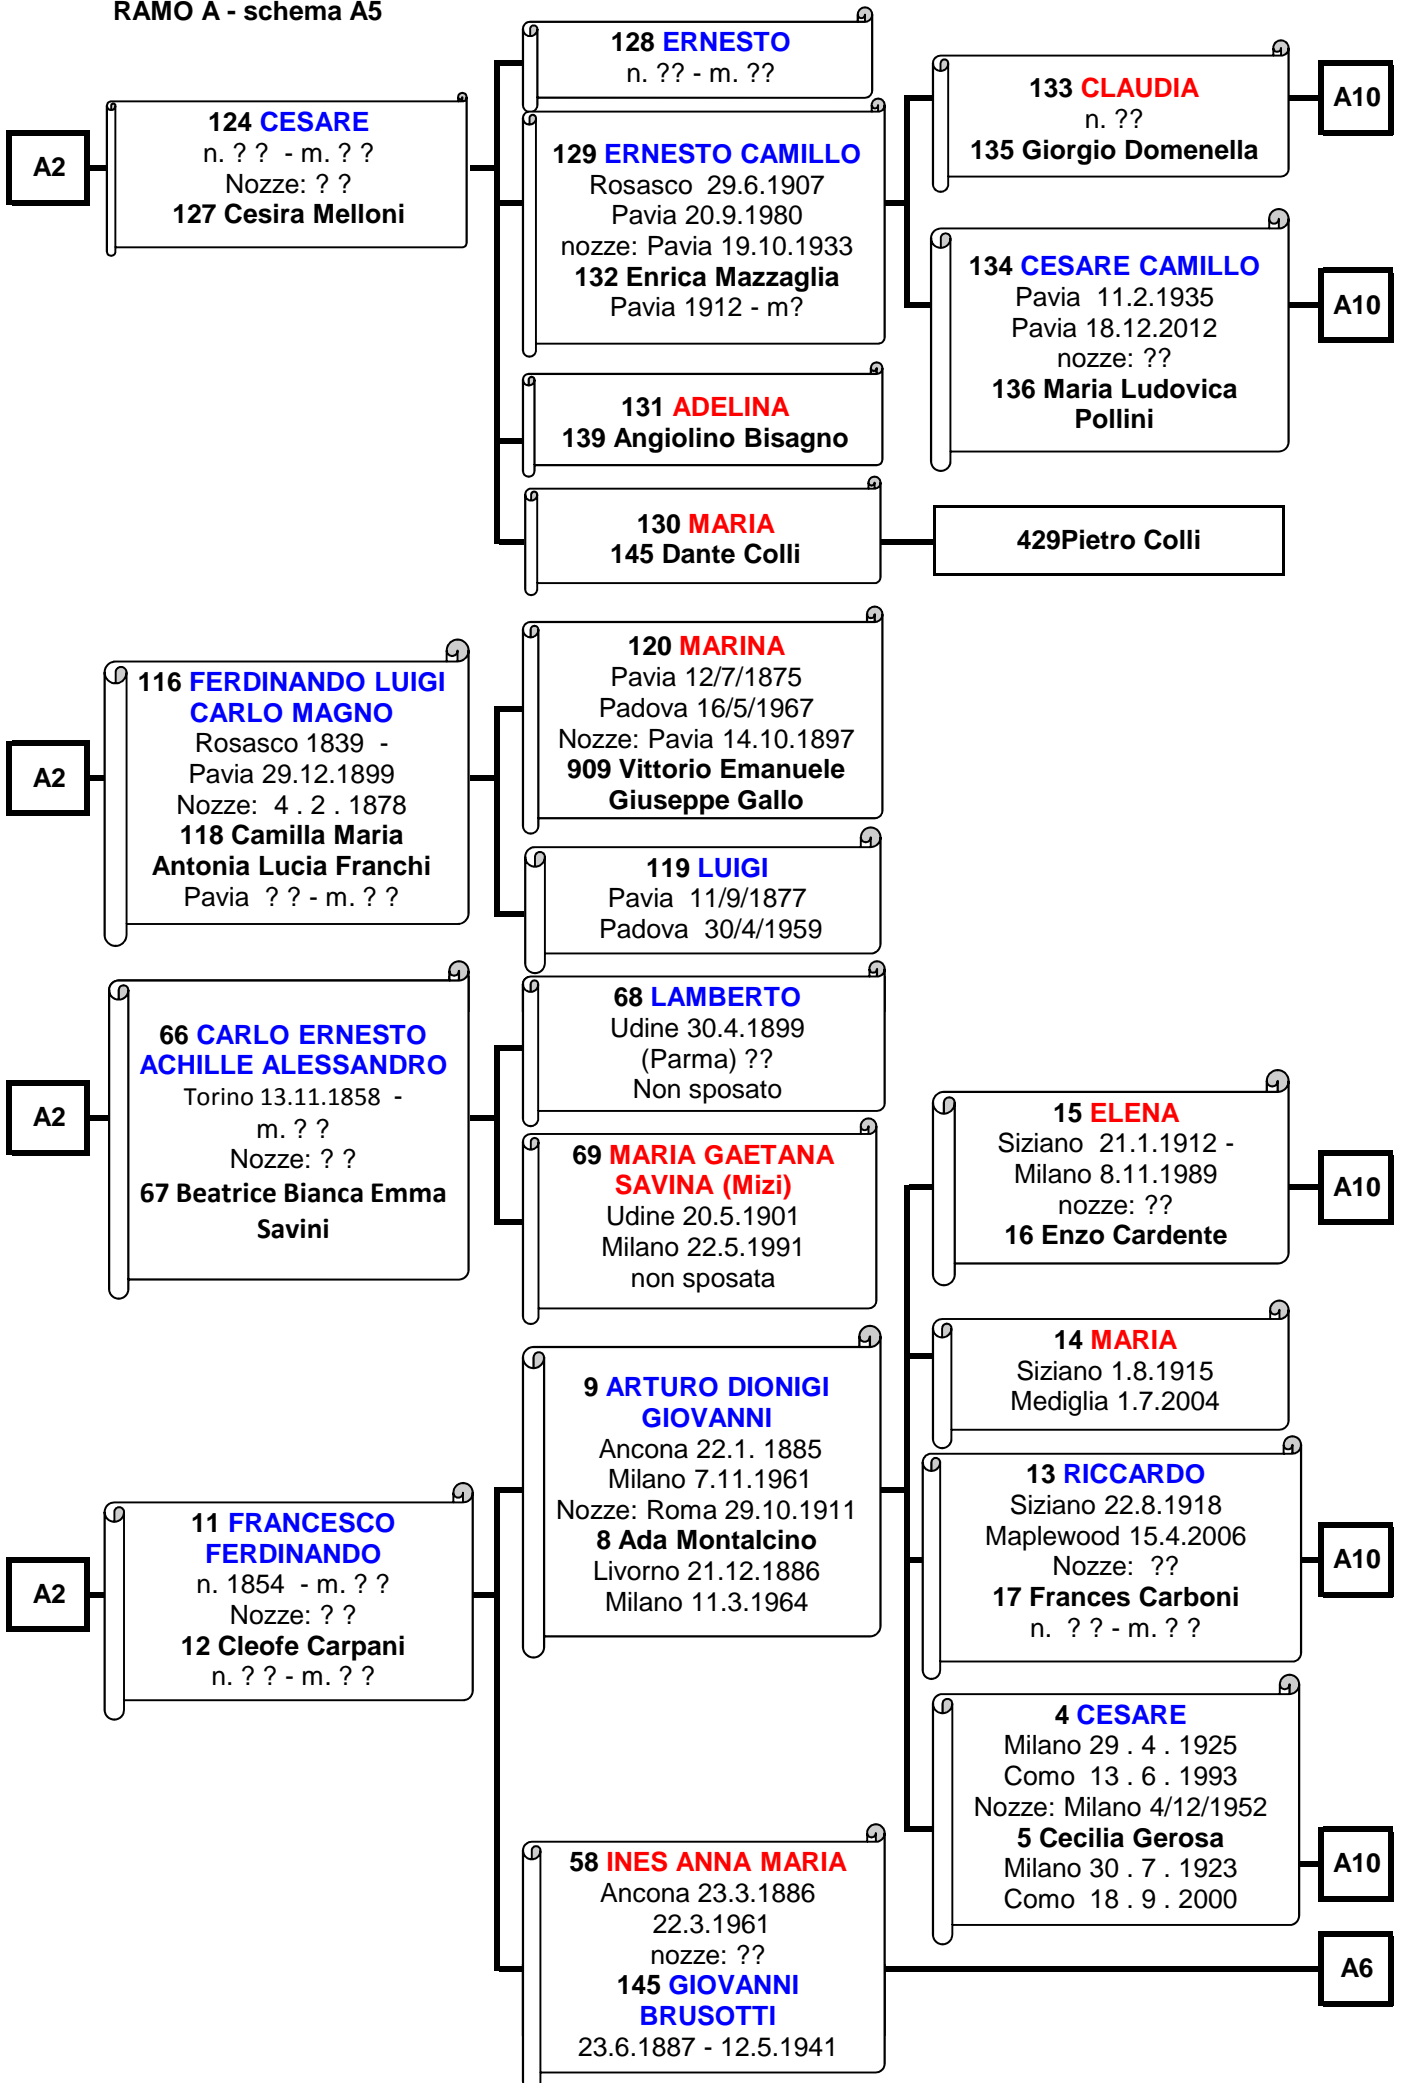 RAMO A - schema A5
A2
124 CESARE
n. ? ? - m. ? ?
Nozze: ? ?
127 Cesira Melloni
128 ERNESTO
n. ?? - m. ??
129 ERNESTO CAMILLO
Rosasco 29.6.1907
Pavia 20.9.1980
nozze: Pavia 19.10.1933
132 Enrica Mazzaglia
Pavia 1912 - m?
133 CLAUDIA
n. ??
135 Giorgio Domenella
A10
134 CESARE CAMILLO
Pavia 11.2.1935
Pavia 18.12.2012
nozze: ??
136 Maria Ludovica
Pollini
A10
131 ADELINA
139 Angiolino Bisagno
130 MARIA
145 Dante Colli
429Pietro Colli
A2
116 FERDINANDO LUIGI
CARLO MAGNO
Rosasco 1839 -
Pavia 29.12.1899
Nozze: 4 . 2 . 1878
118 Camilla Maria
Antonia Lucia Franchi
Pavia ? ? - m. ? ?
120 MARINA
Pavia 12/7/1875
Padova 16/5/1967
Nozze: Pavia 14.10.1897
909 Vittorio Emanuele
Giuseppe Gallo
119 LUIGI
Pavia 11/9/1877
Padova 30/4/1959
A2
66 CARLO ERNESTO
ACHILLE ALESSANDRO
Torino 13.11.1858 -
m. ? ?
Nozze: ? ?
67 Beatrice Bianca Emma
Savini
68 LAMBERTO
Udine 30.4.1899
(Parma) ??
Non sposato
69 MARIA GAETANA
SAVINA (Mizi)
Udine 20.5.1901
Milano 22.5.1991
non sposata
A2
11 FRANCESCO
FERDINANDO
n. 1854 - m. ? ?
Nozze: ? ?
12 Cleofe Carpani
n. ? ? - m. ? ?
9 ARTURO DIONIGI
GIOVANNI
Ancona 22.1. 1885
Milano 7.11.1961
Nozze: Roma 29.10.1911
8 Ada Montalcino
Livorno 21.12.1886
Milano 11.3.1964
15 ELENA
Siziano 21.1.1912 -
Milano 8.11.1989
nozze: ??
16 Enzo Cardente
A10
14 MARIA
Siziano 1.8.1915
Mediglia 1.7.2004
13 RICCARDO
Siziano 22.8.1918
Maplewood 15.4.2006
Nozze: ??
17 Frances Carboni
n. ? ? - m. ? ?
A10
4 CESARE
Milano 29 . 4 . 1925
Como 13 . 6 . 1993
Nozze: Milano 4/12/1952
5 Cecilia Gerosa
Milano 30 . 7 . 1923
Como 18 . 9 . 2000
A10
58 INES ANNA MARIA
Ancona 23.3.1886
22.3.1961
nozze: ??
145 GIOVANNI
BRUSOTTI
23.6.1887 - 12.5.1941
A6